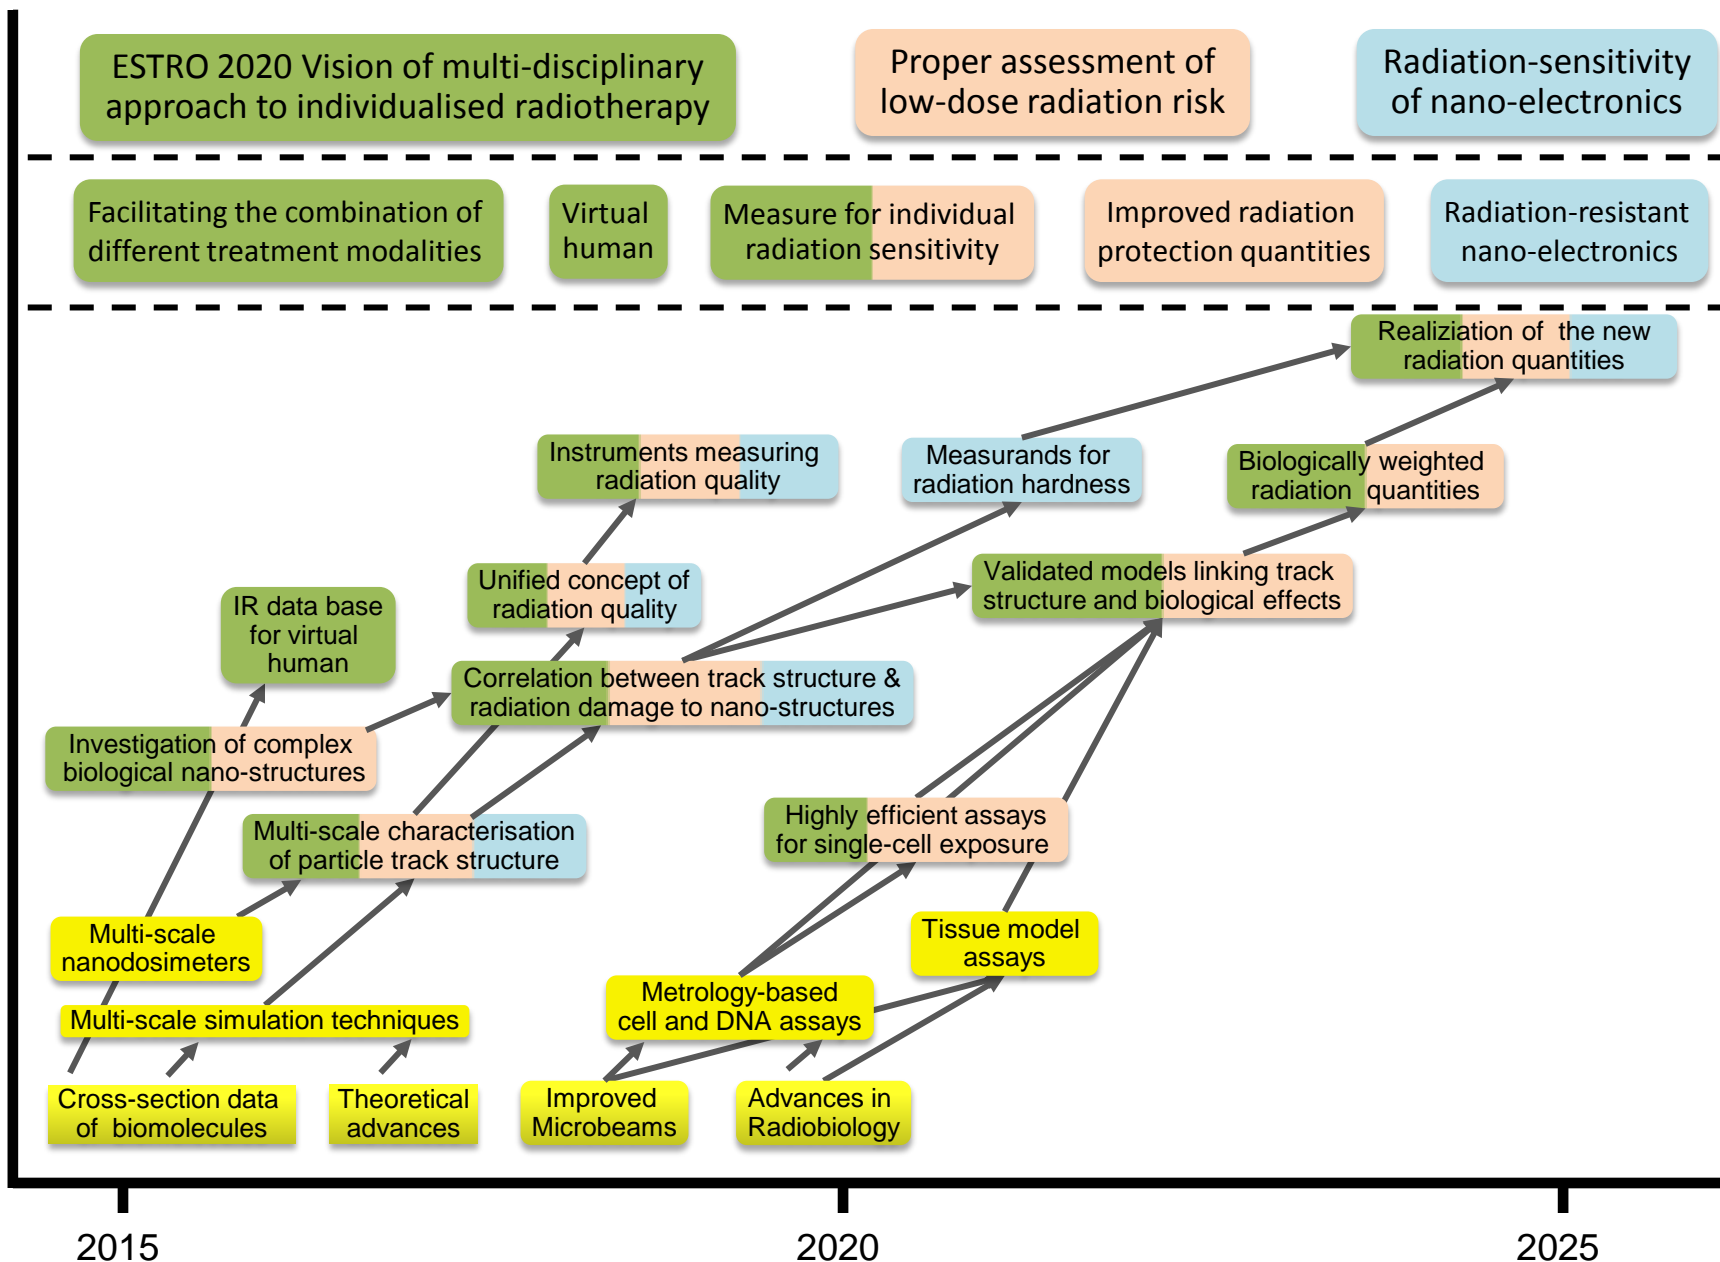 ESTRO 2020 Vision of multi-disciplinary
approach to individualised radiotherapy
Proper assessment of
low-dose radiation risk
Radiation-sensitivity
of nano-electronics
Facilitating the combination of
different treatment modalities
Virtual
human
Measure for individual
radiation sensitivity
Improved radiation
protection quantities
Radiation-resistant
nano-electronics
Realiziation of the new
radiation quantities
Instruments measuring
radiation quality
Measurands for
radiation hardness
Biologically weighted
radiation quantities
Unified concept of
radiation quality
Validated models linking track
structure and biological effects
IR data base
for virtual
human
Correlation between track structure &
radiation damage to nano-structures
Investigation of complex
biological nano-structures
Multi-scale characterisation
of particle track structure
Highly efficient assays
for single-cell exposure
Multi-scale
nanodosimeters
Tissue model
assays
Metrology-based
cell and DNA assays
Multi-scale simulation techniques
Cross-section data
of biomolecules
Theoretical
advances
Improved
Microbeams
Advances in
Radiobiology
2015
2020
2025